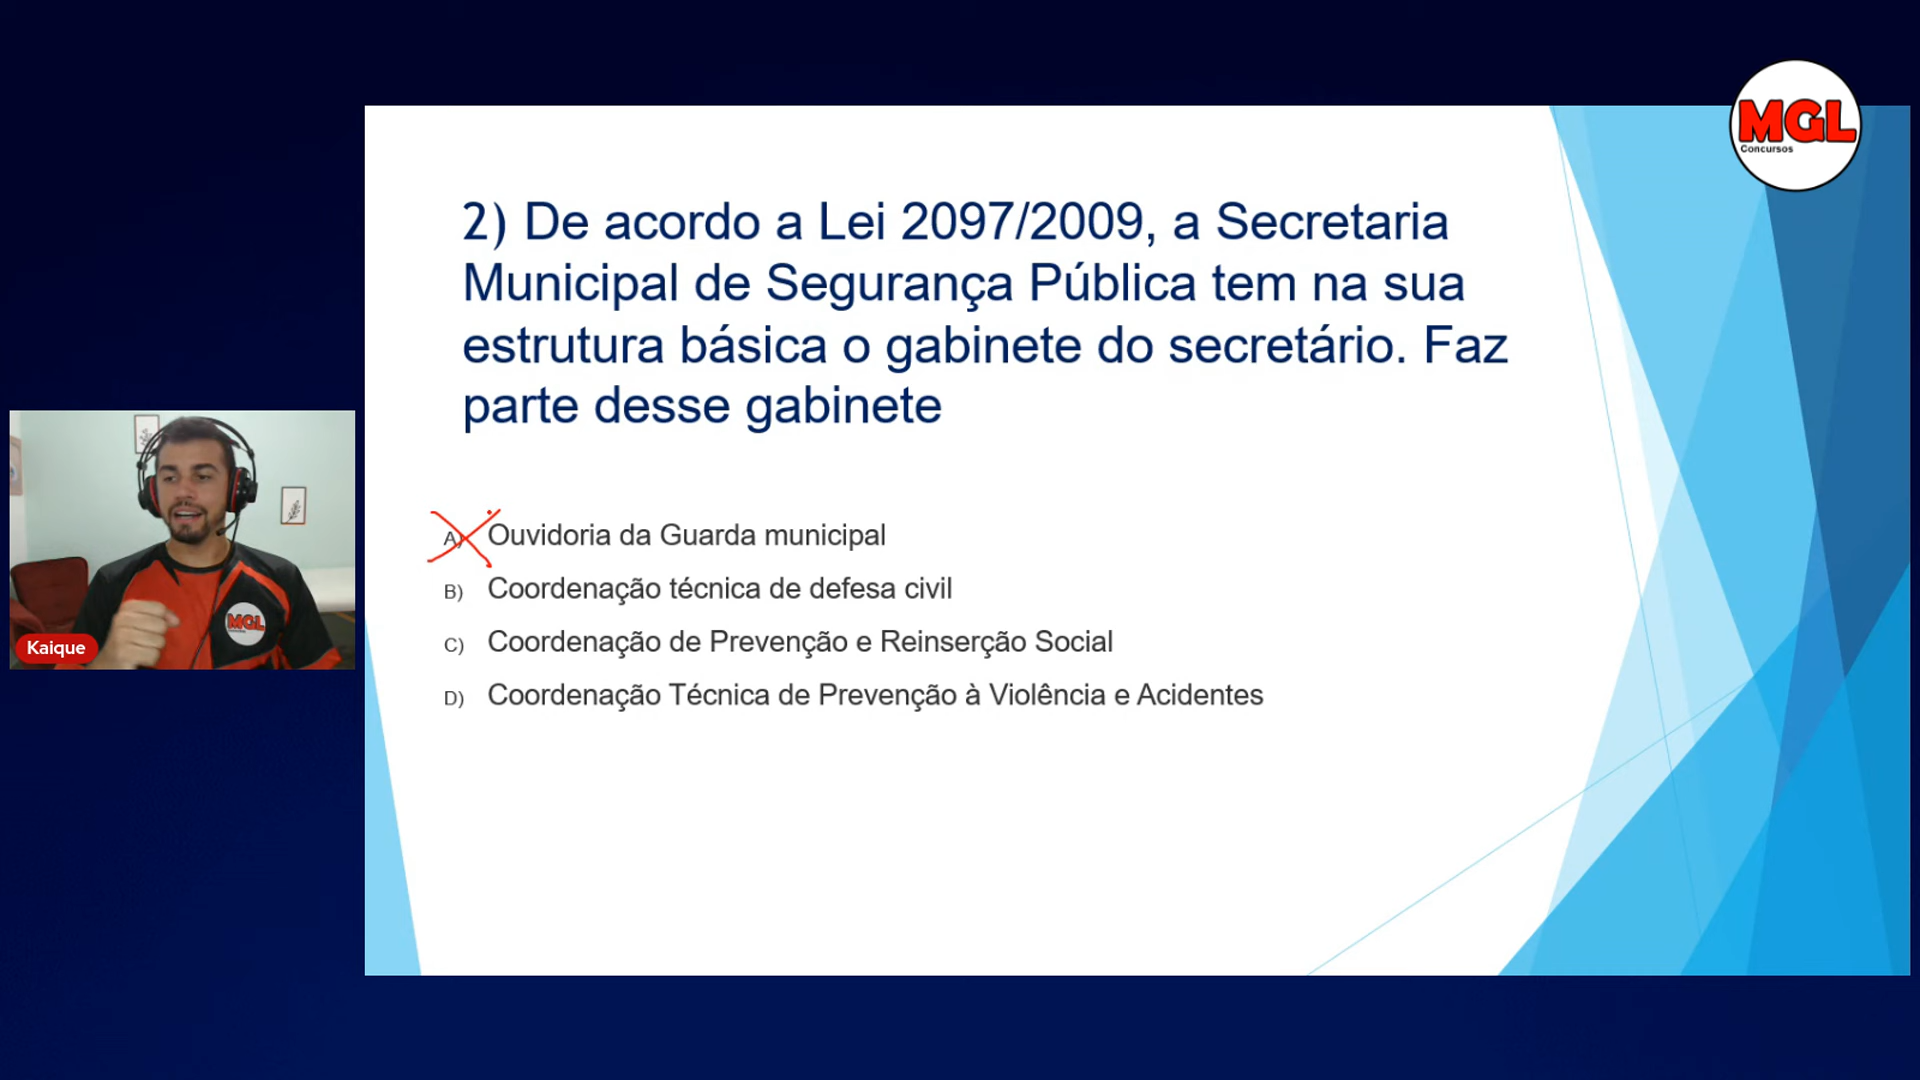 MGL
Concursos
2) De acordo a Lei 2097/2009, a Secretaria
Municipal de Segurança Pública tem na sua
estrutura básica o gabinete do secretário. Faz
parte desse gabinete
A) Ouvidoria da Guarda municipal
B) Coordenação técnica de defesa civil
C) Coordenação de Prevenção e Reinserção Social
D) Coordenação Técnica de Prevenção à Violência e Acidentes
MGL
Kaique